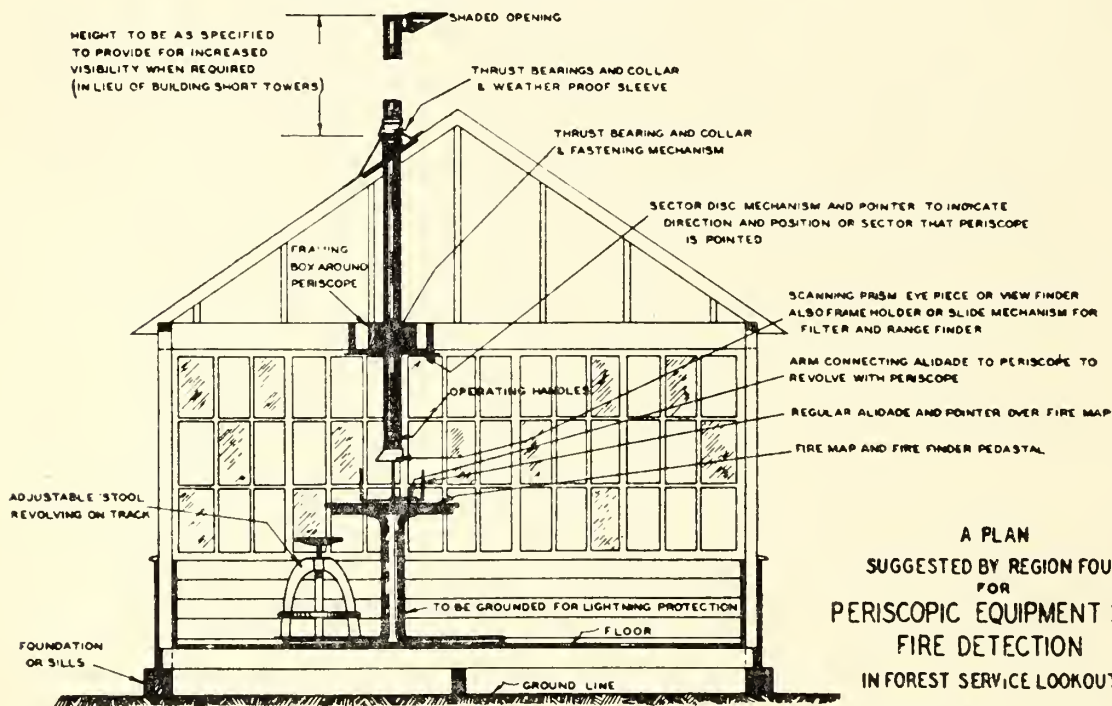 SHADED OPENING
HEIGHT TO BE AS SPECIFIED
TO PROVIDE FOR INCREASED
VISIBILITY WHEN REQUIRED
(IN LIEU OF BUILDING SHORT TOWERS)
THRUST BEARINGS AND COLLAR
& WEATHER PROOF SLEEVE
THRUST BEARING AND COLLAR
& FASTENING MECHANISM
SECTOR DISC MECHANISM AND POINTER TO INDICATE
DIRECTION AND POSITION OR SECTOR THAT PERISCOPE
IS POINTED
FRAMING
BOX AROUND
PERISCOPE
SCANNING PRISM EYE PIECE OR VIEW FINDER
ALSO FRAME HOLDER OR SLIDE MECHANISM FOR
FILTER AND RANGE FINDER
ARM CONNECTING ALIDADE TO PERISCOPE TO
REVOLVE WITH PERISCOPE
OPERATING HANDLES
REGULAR ALIDADE AND POINTER OVER FIRE MAP
FIRE MAP AND FIRE FINDER PEDASTAL
ADJUSTABLE STOOL
REVOLVING ON TRACK
TO BE GROUNDED FOR LIGHTNING PROTECTION
FLOOR
FOUNDATION
OR SILLS
GROUND LINE
A PLAN
SUGGESTED BY REGION FOU
FOR
PERISCOPIC EQUIPMENT
FIRE DETECTION
IN FOREST SERVICE LOOKOUT